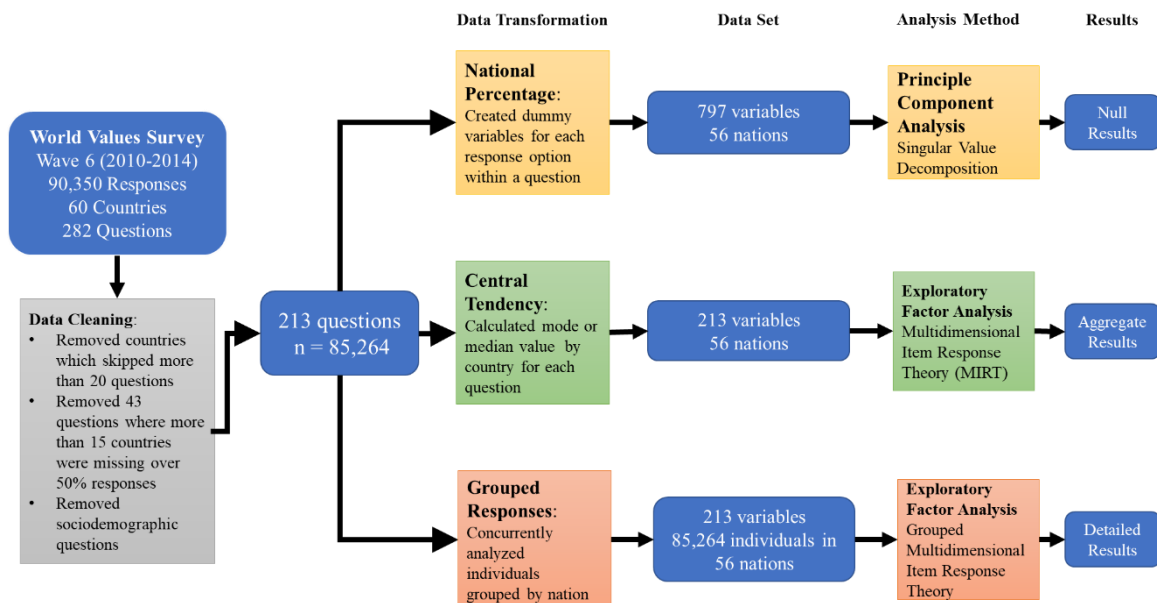 Data Transformation
Data Set
Analysis Method
Results
World Values Survey
Wave 6 (2010-2014)
90,350 Responses
60 Countries
282 Questions
Data Cleaning:
• Removed countries
which skipped more
than 20 questions
• Removed 43
questions where more
than 15 countries
were missing over
50% responses
• Removed
sociodemographic
questions
213 questions
n = 85,264
National
Percentage:
Created dummy
variables for each
response option
within a question
797 variables
56 nations
Principle
Component
Analysis
Singular Value
Decomposition
Null
Results
Central
Tendency:
Calculated mode or
median value by
country for each
question
213 variables
56 nations
Exploratory
Factor Analysis
Multidimensional
Item Response
Theory (MIRT)
Aggregate
Results
Grouped
Responses:
Concurrently
analyzed
individuals
grouped by nation
213 variables
85,264 individuals in
56 nations
Exploratory
Factor Analysis
Grouped
Multidimensional
Item Response
Theory
Detailed
Results